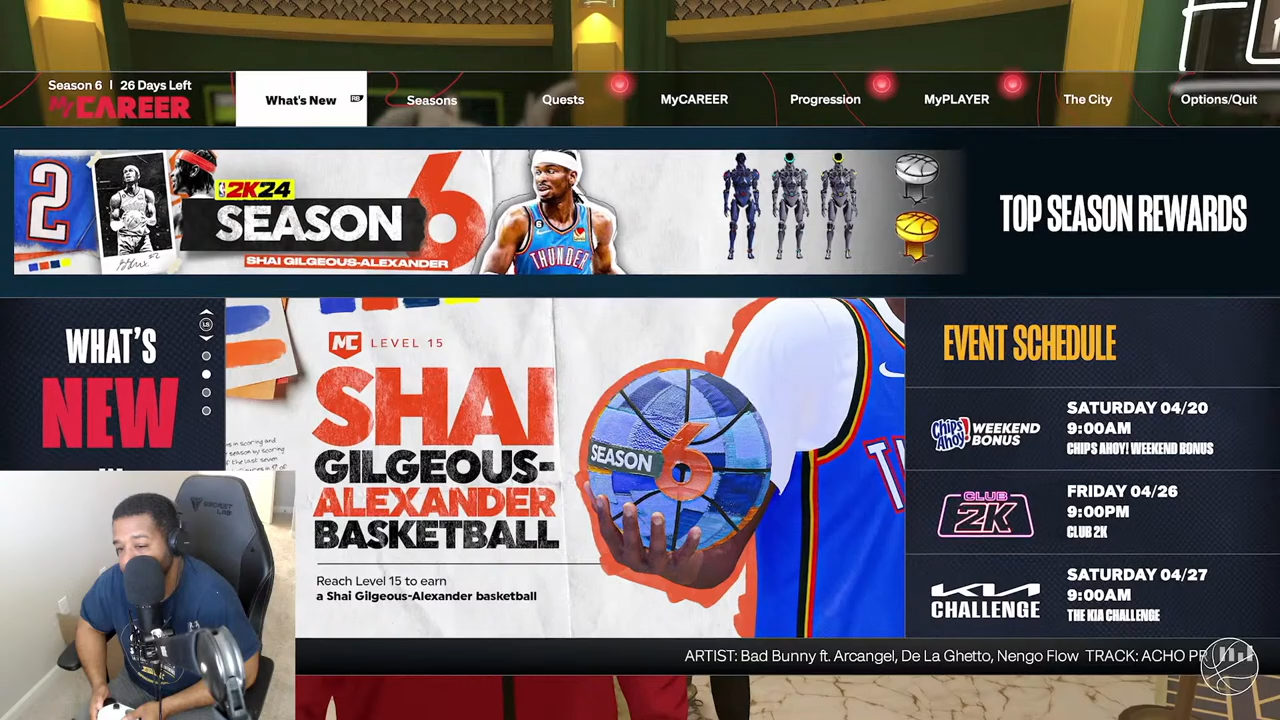 Season 6 | 26 Days Left
MyCAREER
What's New
RB
Seasons
Quests
MyCAREER
Progression
MyPLAYER
The City
Options/Quit
2
2K24
SEASON 6
SHAI GILGEOUS-ALEXANDER
THUNDER
TOP SEASON REWARDS
WHAT'S
NEW
LS
MC LEVEL 15
SHAI
GILGEOUS-
ALEXANDER
BASKETBALL
Reach Level 15 to earn
a Shai Gilgeous-Alexander basketball
SEASON 6
EVENT SCHEDULE
Chips Ahoy! WEEKEND BONUS
SATURDAY 04/20
9:00AM
CHIPS AHOY! WEEKEND BONUS
CLUB 2K
FRIDAY 04/26
9:00PM
CLUB 2K
KIA CHALLENGE
SATURDAY 04/27
9:00AM
THE KIA CHALLENGE
ARTIST: Bad Bunny ft. Arcangel, De La Ghetto, Nengo Flow TRACK: ACHO PR
SECRETLAB